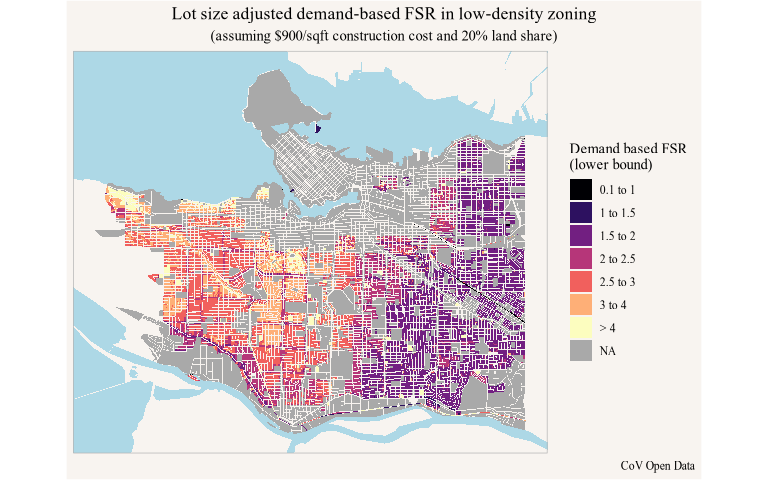 Lot size adjusted demand-based FSR in low-density zoning
(assuming $900/sqft construction cost and 20% land share)
Demand based FSR
(lower bound)
0.1 to 1
1 to 1.5
1.5 to 2
2 to 2.5
2.5 to 3
3 to 4
> 4
NA
CoV Open Data